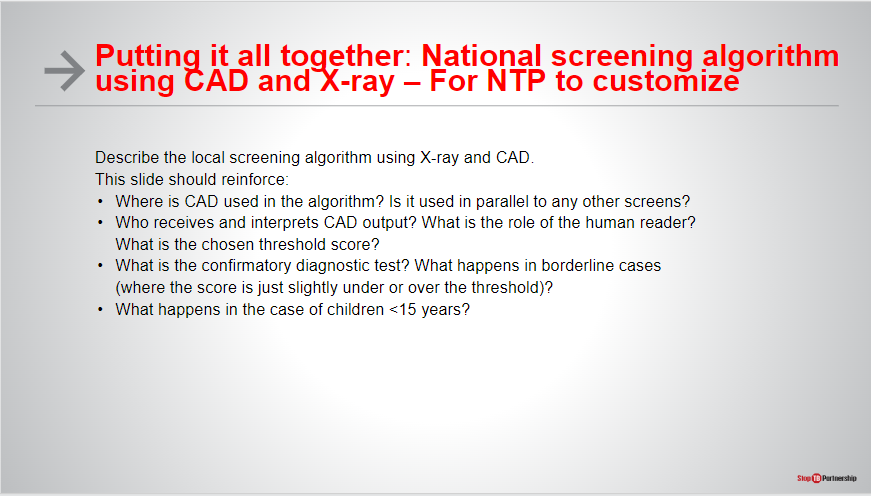 Putting it all together: National screening algorithm
using CAD and X-ray – For NTP to customize
Describe the local screening algorithm using X-ray and CAD.
This slide should reinforce:
• Where is CAD used in the algorithm? Is it used in parallel to any other screens?
• Who receives and interprets CAD output? What is the role of the human reader?
What is the chosen threshold score?
• What is the confirmatory diagnostic test? What happens in borderline cases
(where the score is just slightly under or over the threshold)?
• What happens in the case of children <15 years?
Stop TB Partnership